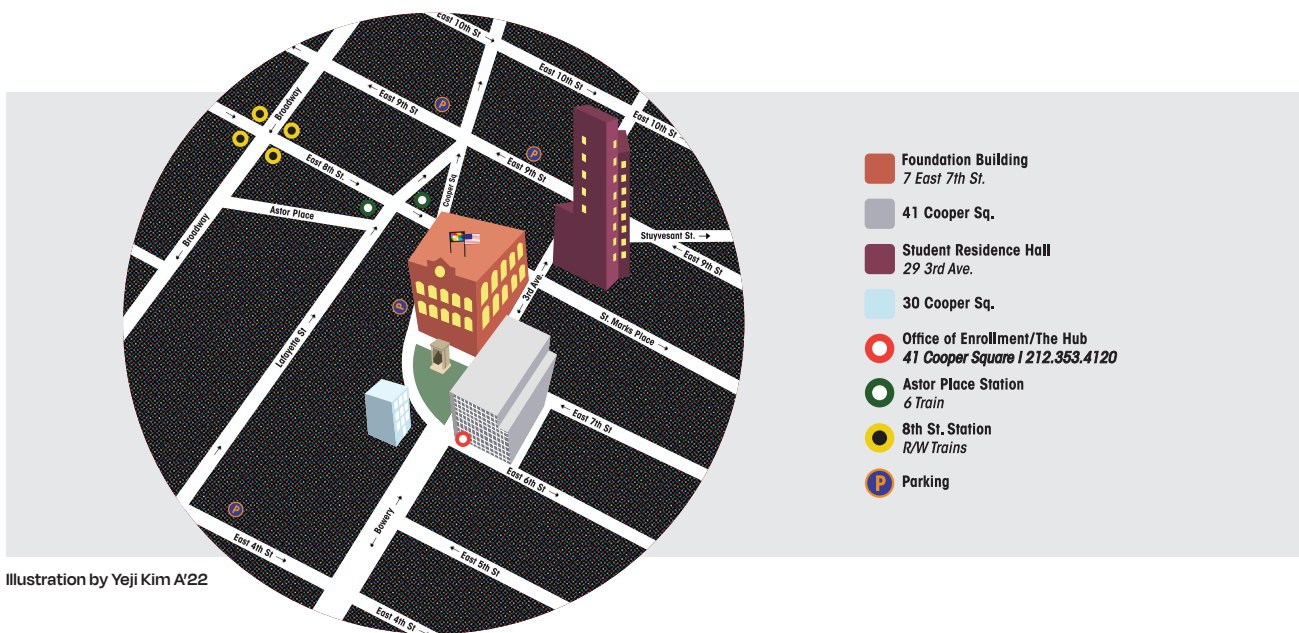 East 10th St →
East 10th St →
East 10th St →
← East 9th St
← East 9th St
← East 9th St
Broadway
East 8th St. →
Cooper Sq
Astor Place
Broadway
Stuyvesant St. →
3rd Ave.
St. Marks Place →
Lafayette St →
← East 7th St
East 6th St →
← Bowery →
← East 5th St
East 4th St →
East 4th St →
P
P
P
P
Foundation Building
7 East 7th St.
41 Cooper Sq.
Student Residence Hall
29 3rd Ave.
30 Cooper Sq.
Office of Enrollment/The Hub
41 Cooper Square | 212.353.4120
Astor Place Station
6 Train
8th St. Station
R/W Trains
P Parking
Illustration by Yeji Kim A'22